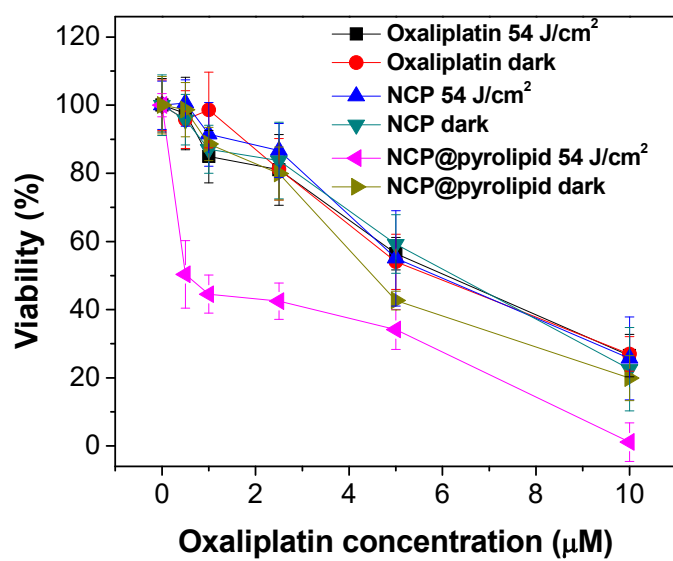 120
100
80
60
40
20
0
Viability (%)
Oxaliplatin 54 J/cm²
Oxaliplatin dark
NCP 54 J/cm²
NCP dark
NCP@pyrolipid 54 J/cm²
NCP@pyrolipid dark
0 2 4 6 8 10
Oxaliplatin concentration (μM)